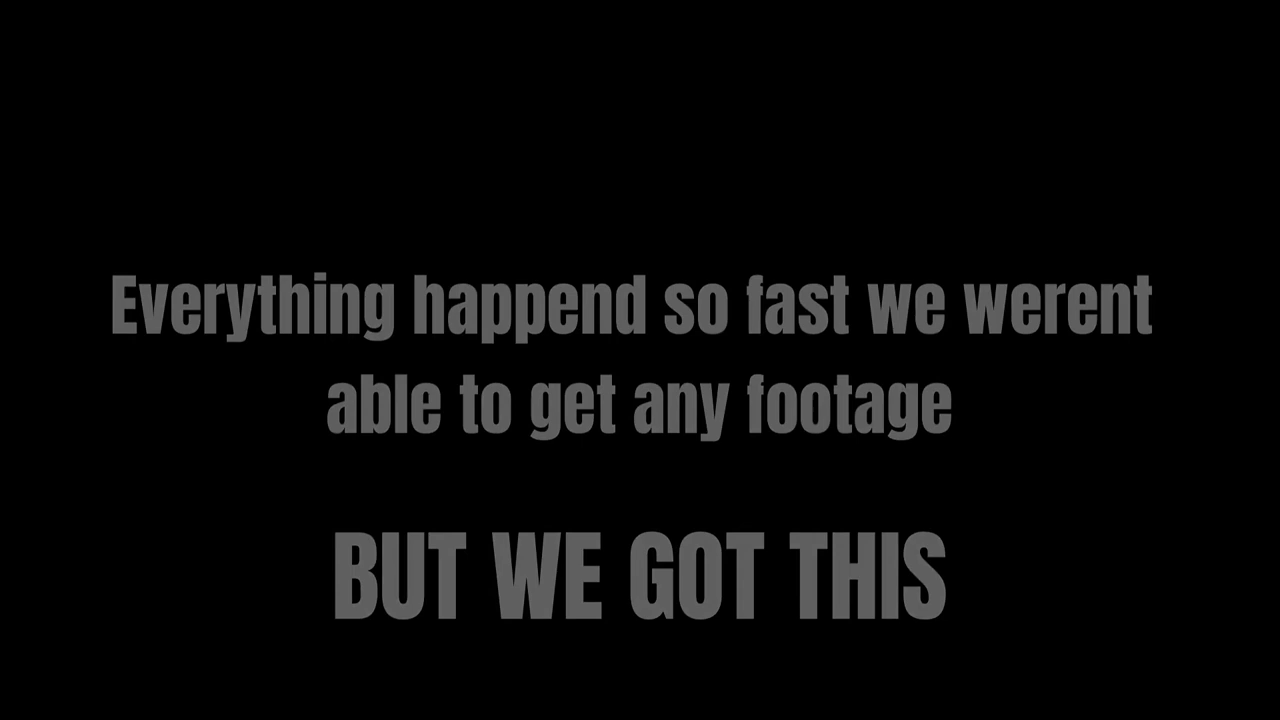 Everything happend so fast we werent
able to get any footage
BUT WE GOT THIS